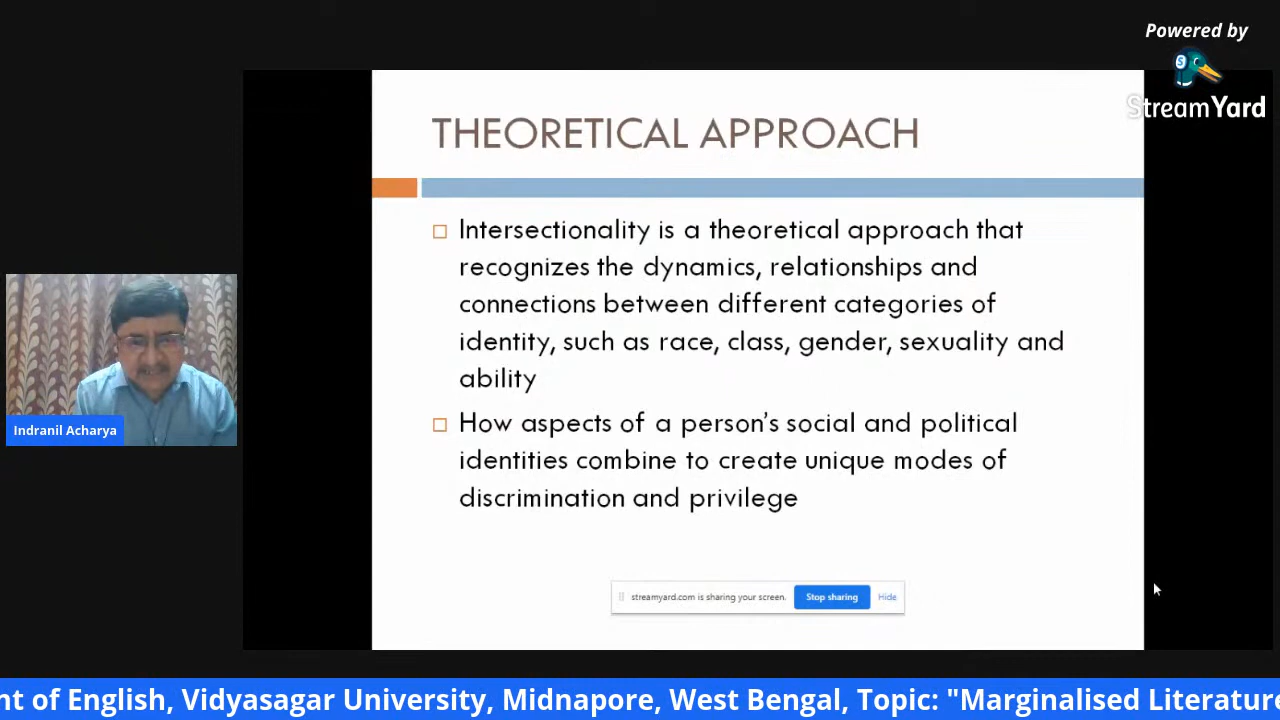 Powered by
StreamYard
THEORETICAL APPROACH
Intersectionality is a theoretical approach that
recognizes the dynamics, relationships and
connections between different categories of
identity, such as race, class, gender, sexuality and
ability
How aspects of a person's social and political
identities combine to create unique modes of
discrimination and privilege
Indranil Acharya
streamyard.com is sharing your screen. Stop sharing Hide
nt of English, Vidyasagar University, Midnapore, West Bengal, Topic: "Marginalised Literature